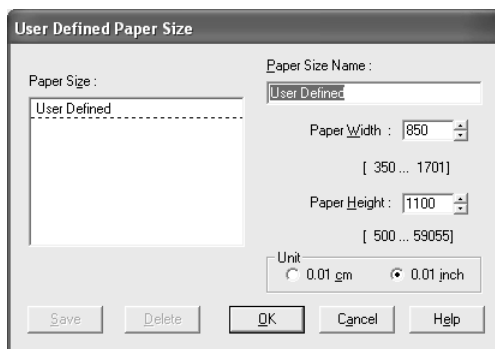 User Defined Paper Size
Paper Size :
User Defined
Paper Size Name :
User Defined
Paper Width : 850
[ 350 ... 1701]
Paper Height : 1100
[ 500 ... 59055]
Unit
0.01 cm 0.01 inch
Save Delete OK Cancel Help